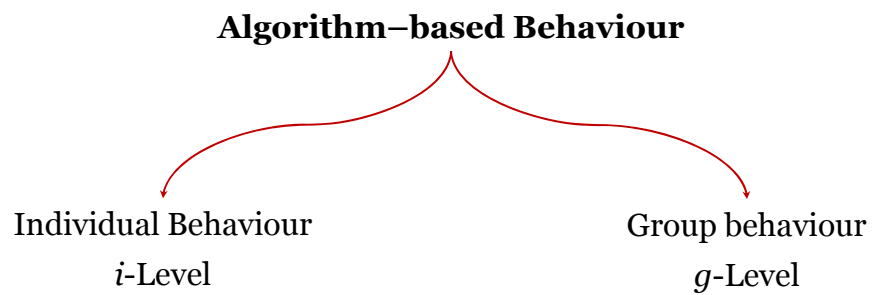 Algorithm–based Behaviour
Individual Behaviour
i-Level
Group behaviour
g-Level